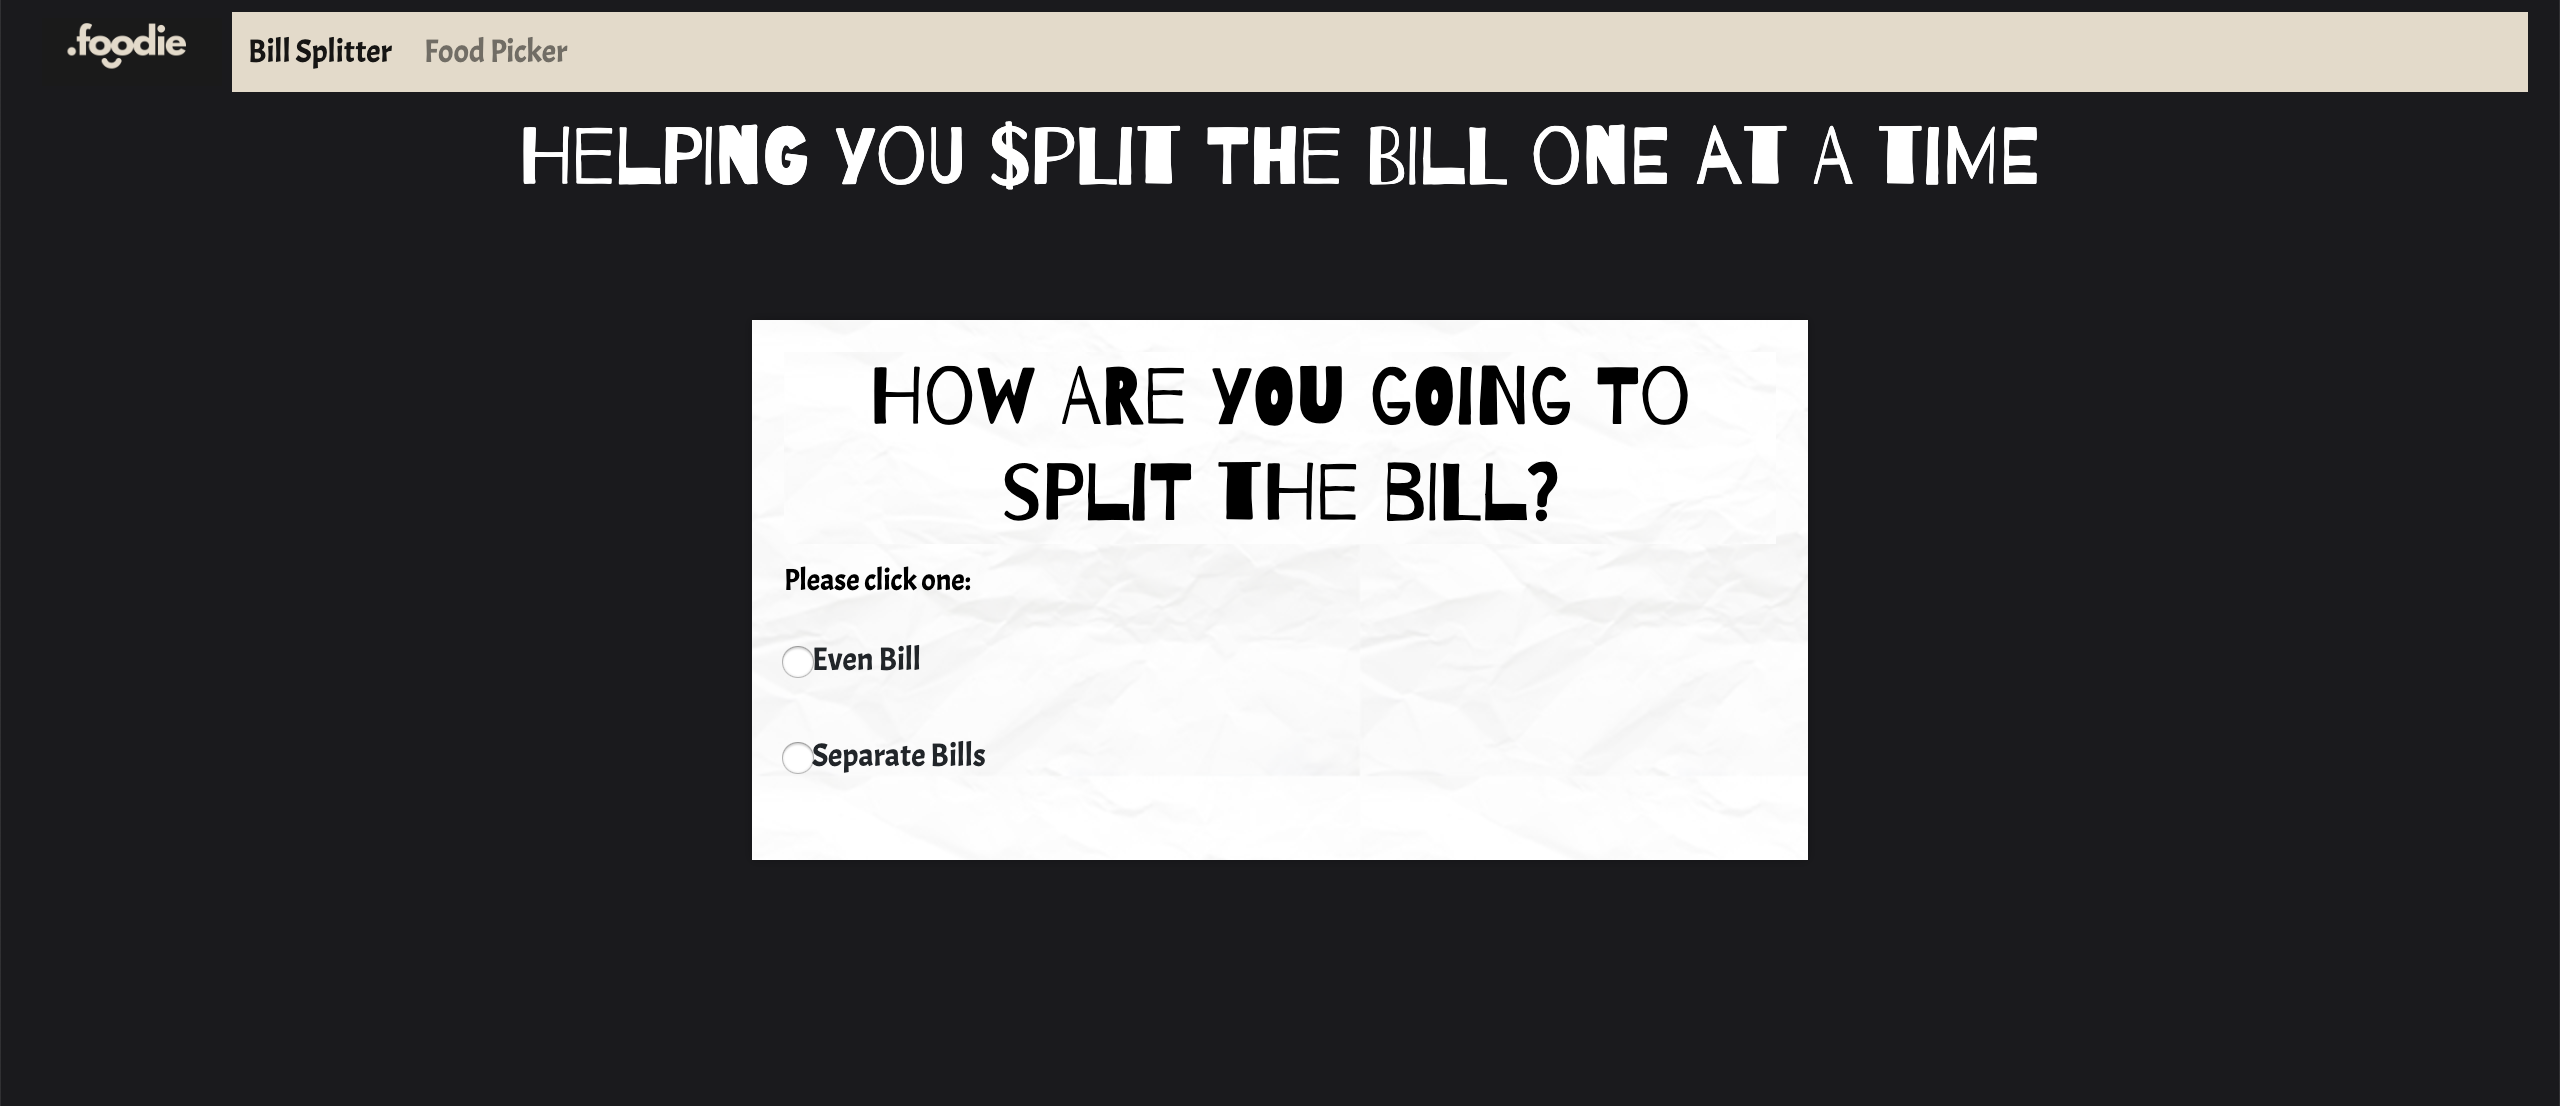 .foodie
Bill Splitter Food Picker
HELPING YOU $PLIT THE BILL ONE AT A TIME
HOW ARE YOU GOING TO
SPLIT THE BILL?
Please click one:
Even Bill
Separate Bills